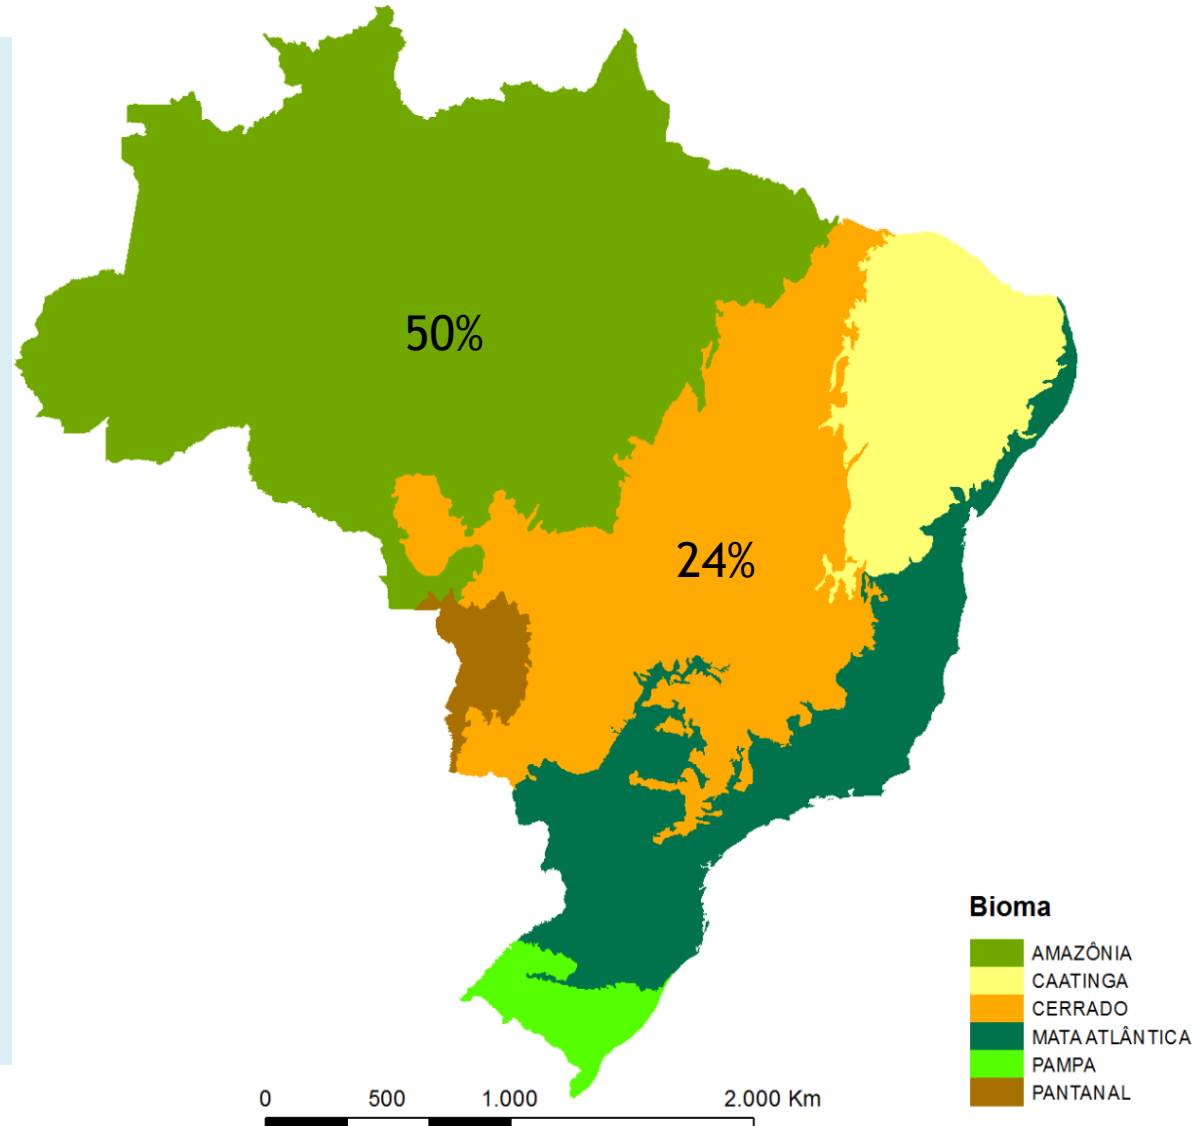 50%
24%
Bioma
AMAZÔNIA
CAATINGA
CERRADO
MATA ATLÂNTICA
PAMPA
PANTANAL
0 500 1.000 2.000 Km